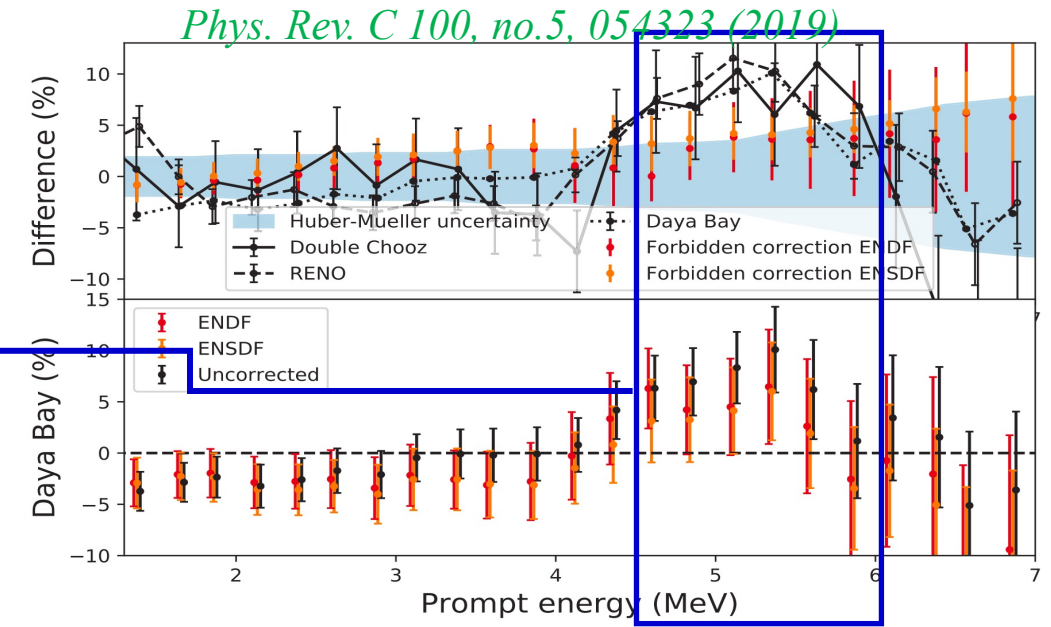 Phys. Rev. C 100, no.5, 054323 (2019)
Difference (%)
10
5
0
−5
−10
Huber-Mueller uncertainty
Double Chooz
RENO
Daya Bay
Forbidden correction ENDF
Forbidden correction ENSDF
Daya Bay (%)
15
10
5
0
−5
−10
ENDF
ENSDF
Uncorrected
2 3 4 5 6 7
7
Prompt energy (MeV)